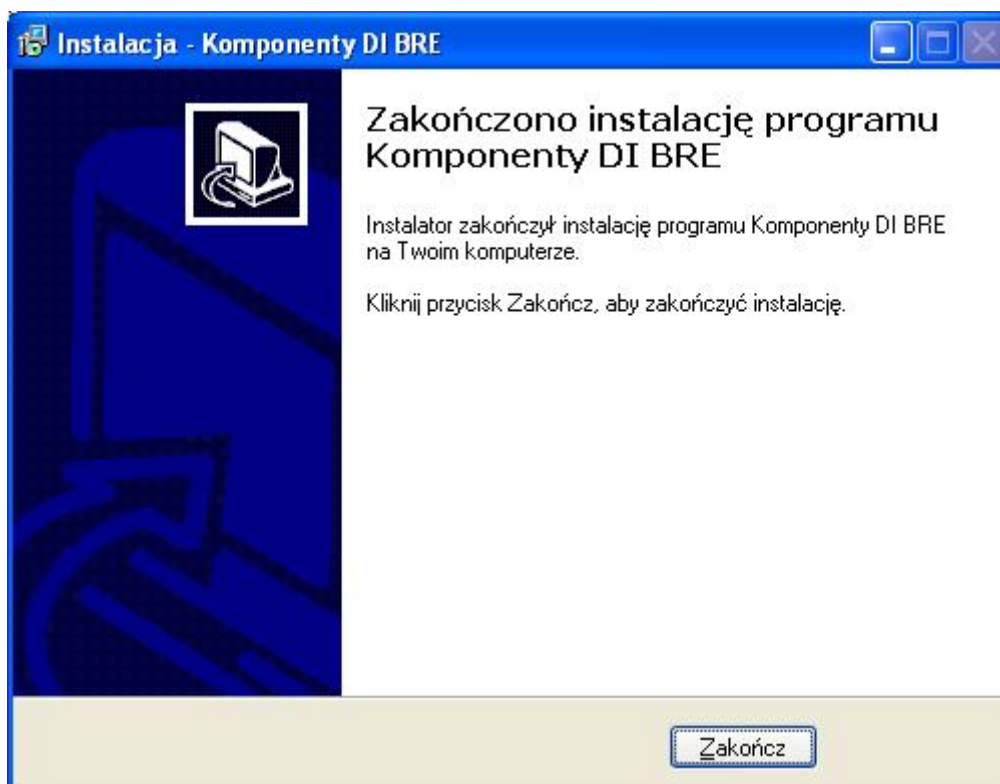 Instalacja - Komponenty DI BRE
Zakończono instalację programu
Komponenty DI BRE
Instalator zakończył instalację programu Komponenty DI BRE
na Twoim komputerze.
Kliknij przycisk Zakończ, aby zakończyć instalację.
Zakończ